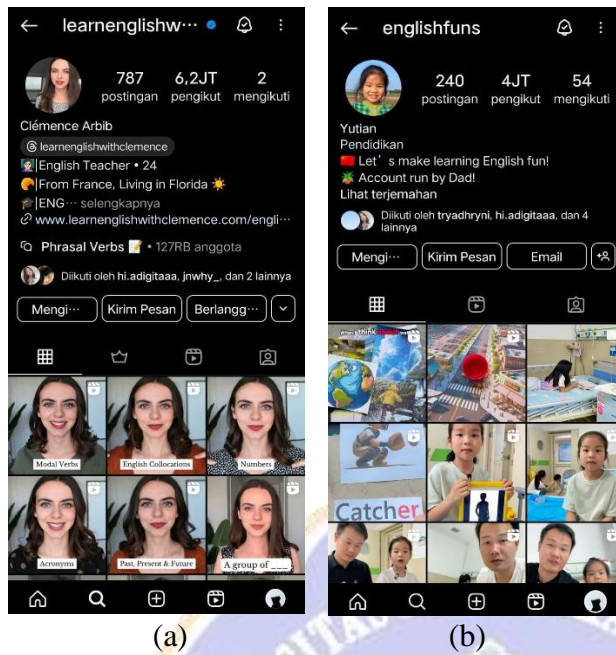 learnenglishw···
787 6,2JT 2
postingan pengikut mengikuti
Clémence Arbib
learnenglishwithclemence
|English Teacher • 24
|From France, Living in Florida ☀️
|ENG··· selengkapnya
www.learnenglishwithclemence.com/engli···
Phrasal Verbs 📝 • 127RB anggota
Diikuti oleh hi.adigitaaa, jnwhy_, dan 2 lainnya
Mengi··· Kirim Pesan Berlangg···
Modal Verbs English Collocations Numbers
Acronyms Past, Present & Future A group of ___
(a)
englishfuns
240 4JT 54
postingan pengikut mengikuti
Yutian
Pendidikan
🇨🇳 Let's make learning English fun!
🪴 Account run by Dad!
Lihat terjemahan
Diikuti oleh tryadhryni, hi.adigitaaa, dan 4
lainnya
Mengi··· Kirim Pesan Email
think
Catcher
(b)